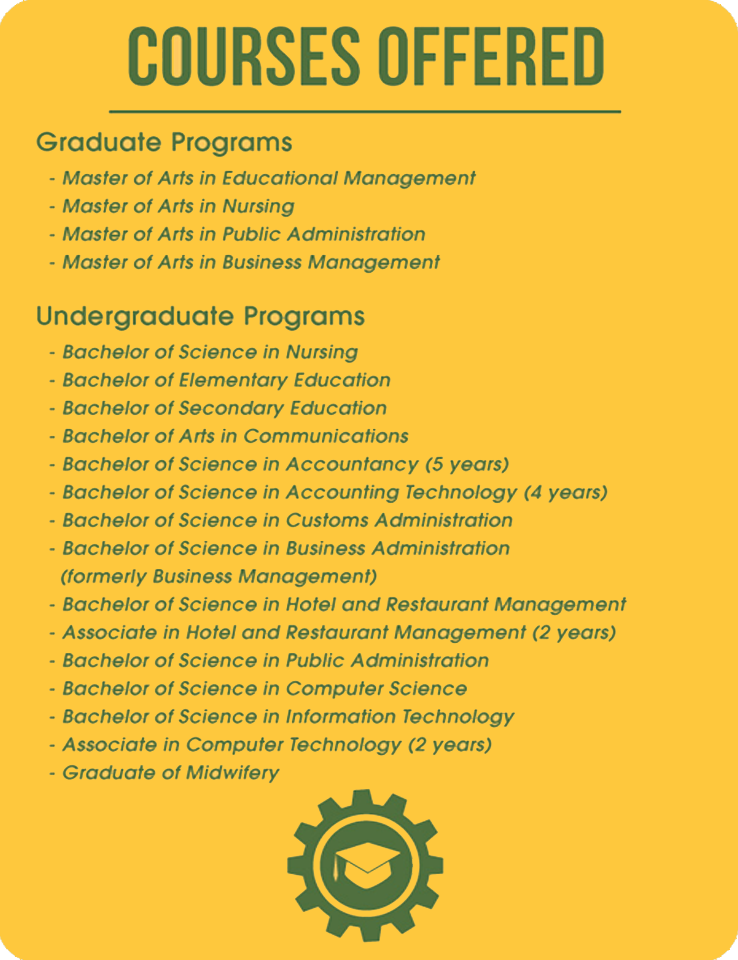 COURSES OFFERED
Graduate Programs
- Master of Arts in Educational Management
- Master of Arts in Nursing
- Master of Arts in Public Administration
- Master of Arts in Business Management
Undergraduate Programs
- Bachelor of Science in Nursing
- Bachelor of Elementary Education
- Bachelor of Secondary Education
- Bachelor of Arts in Communications
- Bachelor of Science in Accountancy (5 years)
- Bachelor of Science in Accounting Technology (4 years)
- Bachelor of Science in Customs Administration
- Bachelor of Science in Business Administration
(formerly Business Management)
- Bachelor of Science in Hotel and Restaurant Management
- Associate in Hotel and Restaurant Management (2 years)
- Bachelor of Science in Public Administration
- Bachelor of Science in Computer Science
- Bachelor of Science in Information Technology
- Associate in Computer Technology (2 years)
- Graduate of Midwifery